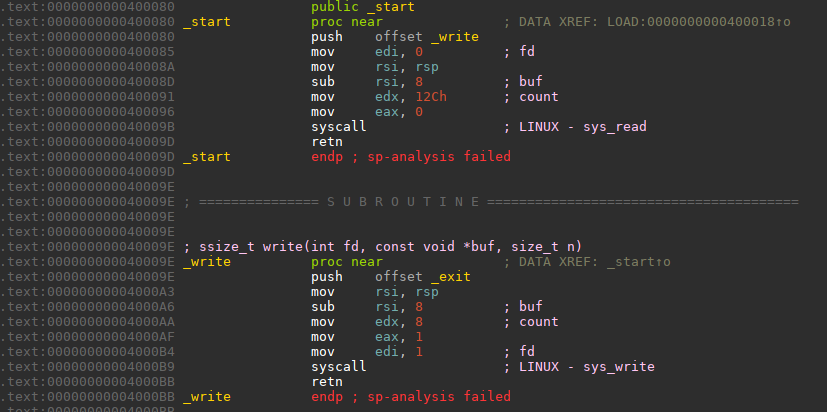 .text:0000000000400080 public _start
.text:0000000000400080 _start proc near ; DATA XREF: LOAD:0000000000400018↑o
.text:0000000000400080 push offset _write
.text:0000000000400085 mov edi, 0 ; fd
.text:000000000040008A mov rsi, rsp
.text:000000000040008D sub rsi, 8 ; buf
.text:0000000000400091 mov edx, 12Ch ; count
.text:0000000000400096 mov eax, 0
.text:000000000040009B syscall ; LINUX - sys_read
.text:000000000040009D retn
.text:000000000040009D _start endp ; sp-analysis failed
.text:000000000040009D
.text:000000000040009E
.text:000000000040009E ; =============== S U B R O U T I N E =======================================
.text:000000000040009E
.text:000000000040009E
.text:000000000040009E ; ssize_t write(int fd, const void *buf, size_t n)
.text:000000000040009E _write proc near ; DATA XREF: _start↑o
.text:000000000040009E push offset _exit
.text:00000000004000A3 mov rsi, rsp
.text:00000000004000A6 sub rsi, 8 ; buf
.text:00000000004000AA mov edx, 8 ; count
.text:00000000004000AF mov eax, 1
.text:00000000004000B4 mov edi, 1 ; fd
.text:00000000004000B9 syscall ; LINUX - sys_write
.text:00000000004000BB retn
.text:00000000004000BB _write endp ; sp-analysis failed
.text:00000000004000BB